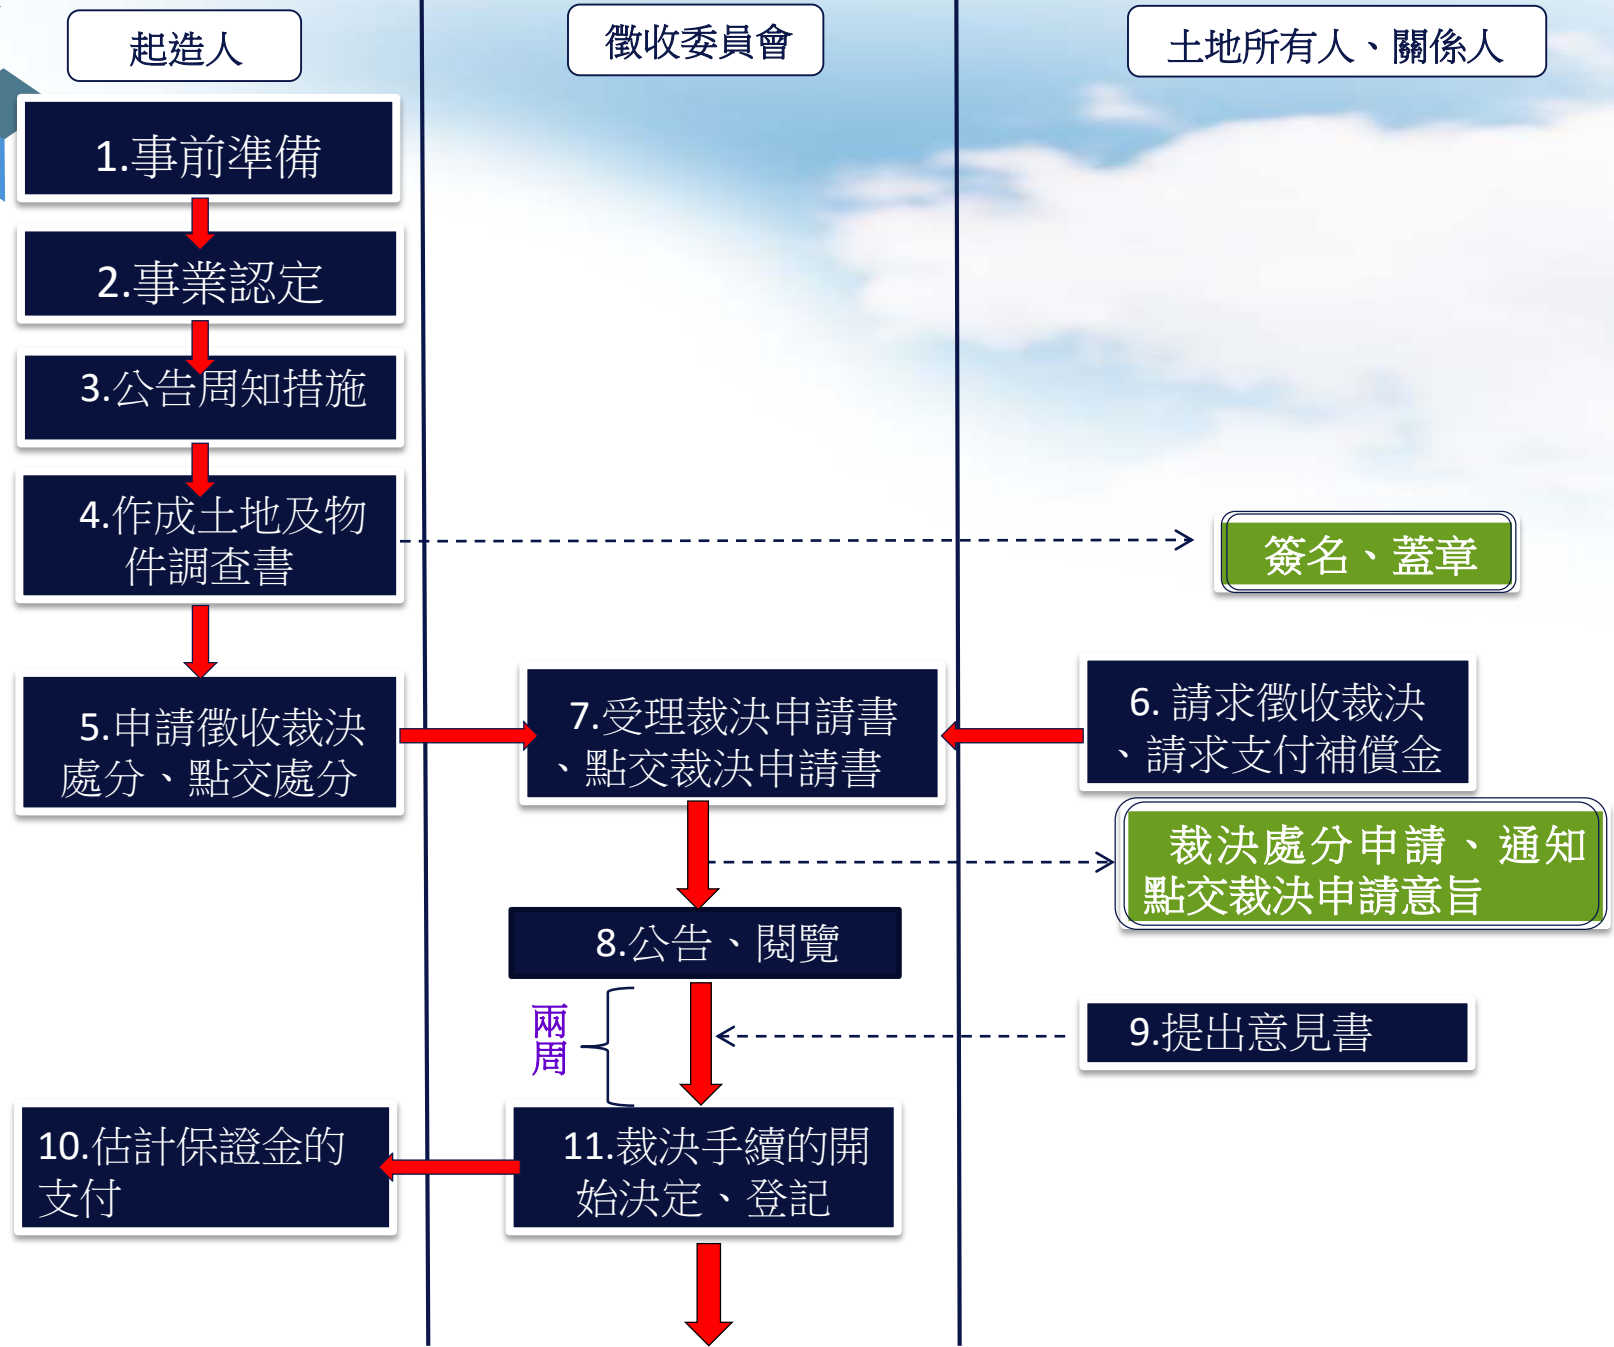 起造人
徵收委員會
土地所有人、關係人
1.事前準備
2.事業認定
3.公告周知措施
4.作成土地及物
件調查書
簽名、蓋章
5.申請徵收裁決
處分、點交處分
7.受理裁決申請書
、點交裁決申請書
6. 請求徵收裁決
、請求支付補償金
裁決處分申請、通知
點交裁決申請意旨
8.公告、閱覽
兩
周
9.提出意見書
10.估計保證金的
支付
11.裁決手續的開
始決定、登記